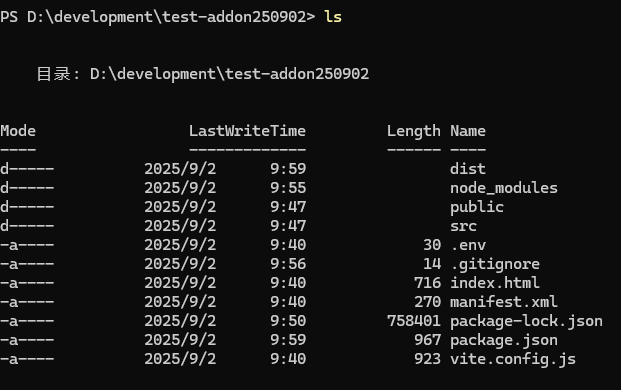 PS D:\development\test-addon250902> ls
目录: D:\development\test-addon250902
Mode                 LastWriteTime         Length Name
----                 -------------         ------ ----
d-----          2025/9/2      9:59                dist
d-----          2025/9/2      9:55                node_modules
d-----          2025/9/2      9:47                public
d-----          2025/9/2      9:47                src
-a----          2025/9/2      9:40             30 .env
-a----          2025/9/2      9:56             14 .gitignore
-a----          2025/9/2      9:40            716 index.html
-a----          2025/9/2      9:40            270 manifest.xml
-a----          2025/9/2      9:50         758401 package-lock.json
-a----          2025/9/2      9:59            967 package.json
-a----          2025/9/2      9:40            923 vite.config.js